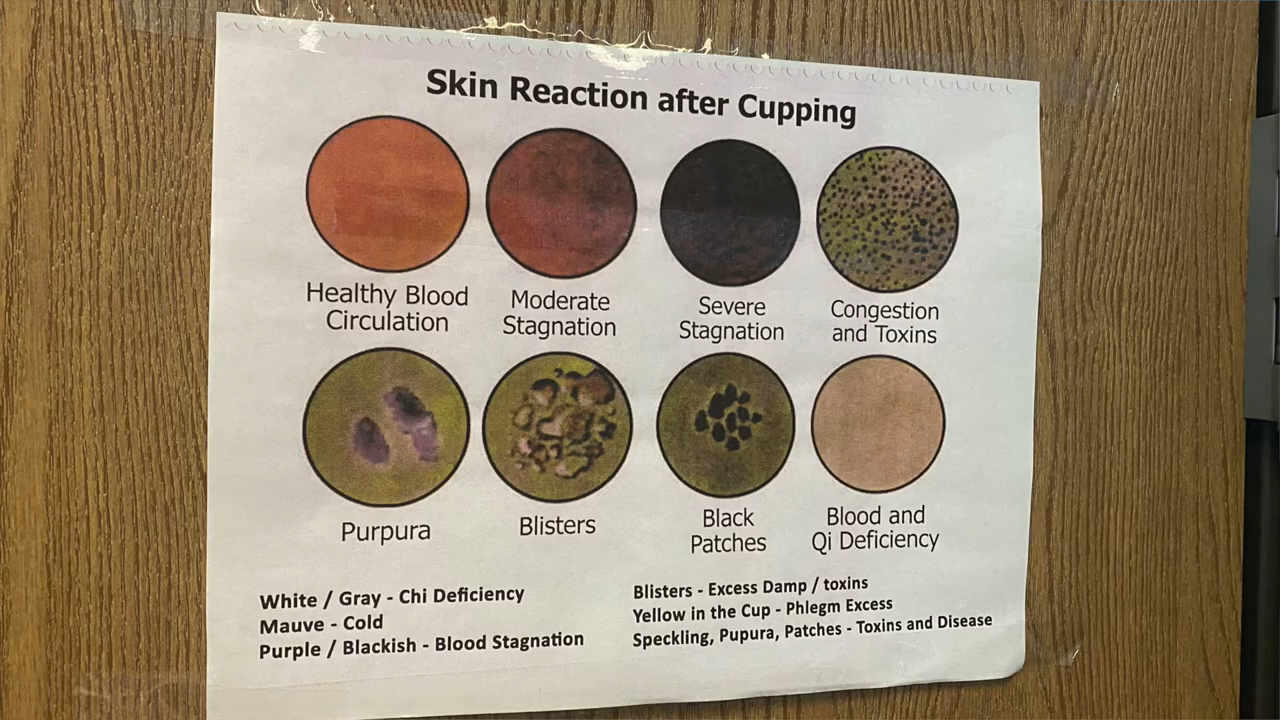 Skin Reaction after Cupping
Healthy Blood
Circulation
Moderate
Stagnation
Severe
Stagnation
Congestion
and Toxins
Purpura
Blisters
Black
Patches
Blood and
Qi Deficiency
White / Gray - Chi Deficiency
Mauve - Cold
Purple / Blackish - Blood Stagnation
Blisters - Excess Damp / toxins
Yellow in the Cup - Phlegm Excess
Speckling, Pupura, Patches - Toxins and Disease